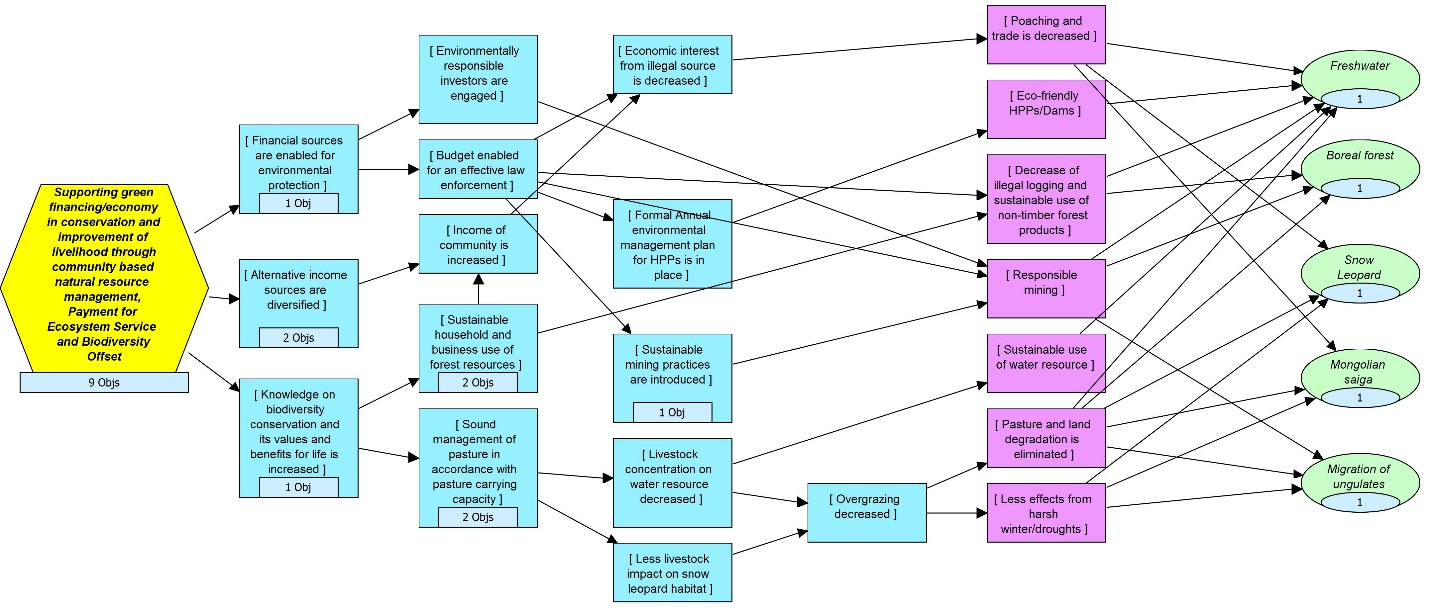 Supporting green
financing/economy
in conservation and
improvement of
livelihood through
community based
natural resource
management,
Payment for
Ecosystem Service
and Biodiversity
Offset
9 Objs
[ Financial sources
are enabled for
environmental
protection ]
1 Obj
[ Alternative income
sources are
diversified ]
2 Objs
[ Knowledge on
biodiversity
conservation and
its values and
benefits for life is
increased ]
1 Obj
[ Environmentally
responsible
investors are
engaged ]
[ Budget enabled
for an effective law
enforcement ]
[ Income of
community is
increased ]
[ Sustainable
household and
business use of
forest resources ]
2 Objs
[ Sound
management of
pasture in
accordance with
pasture carrying
capacity ]
2 Objs
[ Economic interest
from illegal source
is decreased ]
[ Formal Annual
environmental
management plan
for HPPs is in
place ]
[ Sustainable
mining practices
are introduced ]
1 Obj
[ Livestock
concentration on
water resource
decreased ]
[ Less livestock
impact on snow
leopard habitat ]
[ Overgrazing
decreased ]
[ Poaching and
trade is decreased ]
[ Eco-friendly
HPPs/Dams ]
[ Decrease of
illegal logging and
sustainable use of
non-timber forest
products ]
[ Responsible
mining ]
[ Sustainable use
of water resource ]
[ Pasture and land
degradation is
eliminated ]
[ Less effects from
harsh
winter/droughts ]
Freshwater
1
Boreal forest
1
Snow
Leopard
1
Mongolian
saiga
1
Migration of
ungulates
1